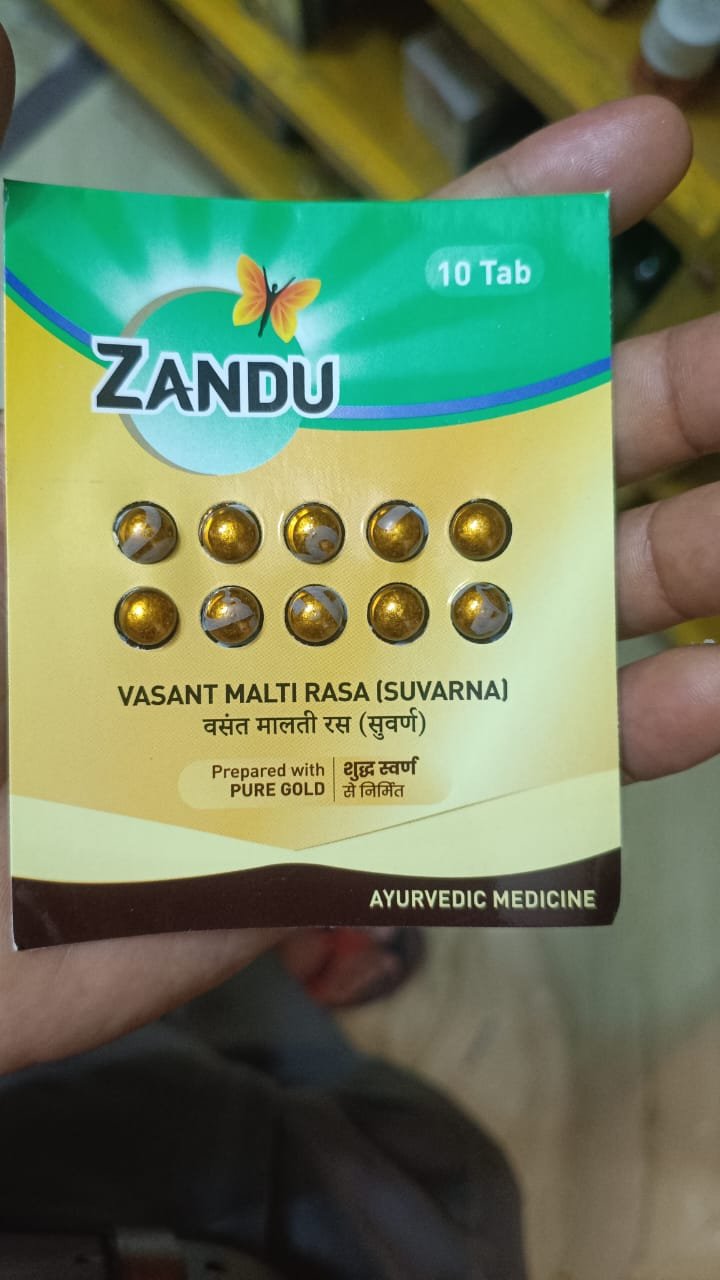 10 Tab
ZANDU
VASANT MALTI RASA (SUVARNA)
वसंत मालती रस (सुवर्ण)
Prepared with
PURE GOLD
शुद्ध स्वर्ण
से निर्मित
AYURVEDIC MEDICINE